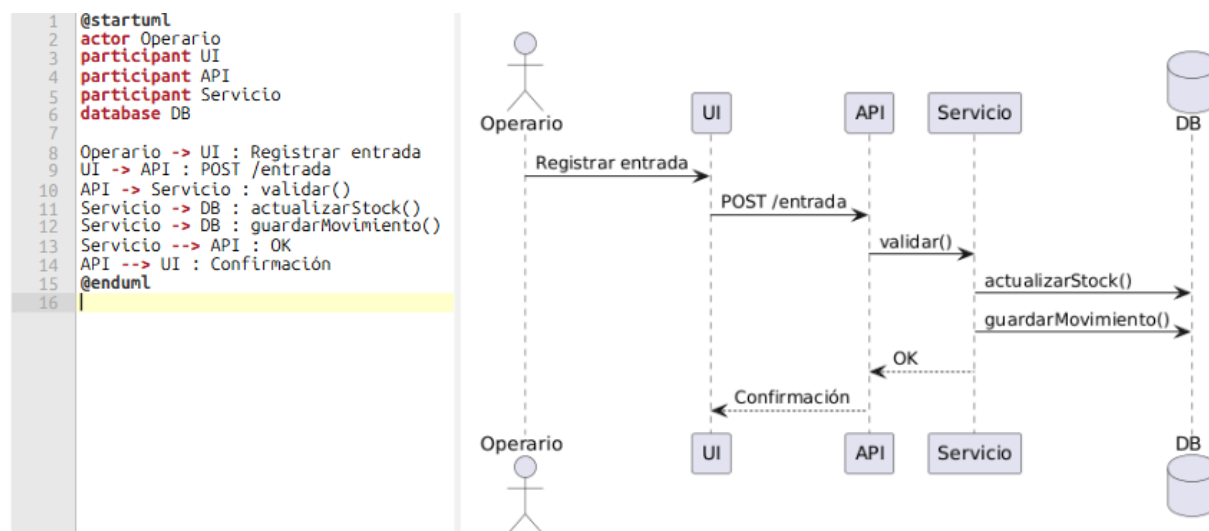 1 @startuml
2 actor Operario
3 participant UI
4 participant API
5 participant Servicio
6 database DB
7
8 Operario -> UI : Registrar entrada
9 UI -> API : POST /entrada
10 API -> Servicio : validar()
11 Servicio -> DB : actualizarStock()
12 Servicio -> DB : guardarMovimiento()
13 Servicio --> API : OK
14 API --> UI : Confirmación
15 @enduml
16
Operario UI API Servicio DB
Registrar entrada
POST /entrada
validar()
actualizarStock()
guardarMovimiento()
OK
Confirmación
Operario UI API Servicio DB